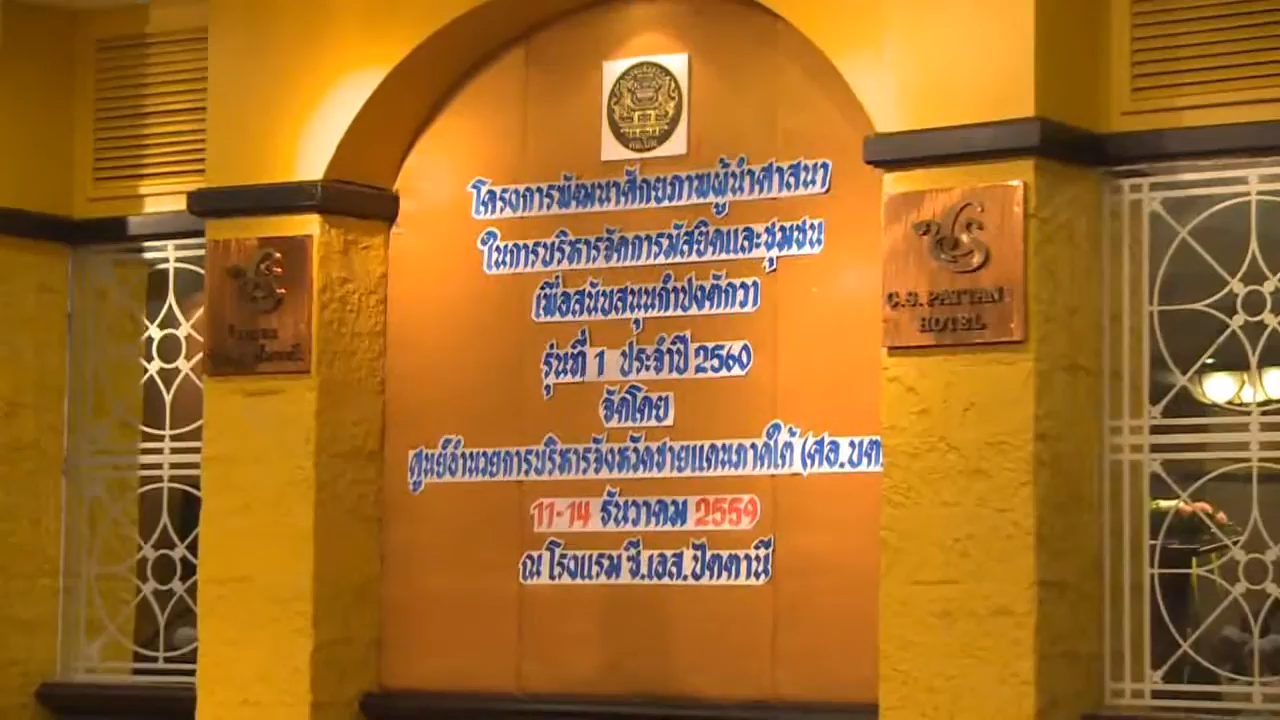 โครงการพัฒนาศักยภาพผู้นำศาสนา
ในการบริหารจัดการมัสยิดและชุมชน
เพื่อสนับสนุนกำปงตักวา
รุ่นที่ 1 ประจำปี 2560
จัดโดย
ศูนย์อำนวยการบริหารจังหวัดชายแดนภาคใต้ (ศอ.บต
11-14 ธันวาคม 2559
ณ โรงแรม ซี.เอส.ปัตตานี
C.S. PATTANI
HOTEL